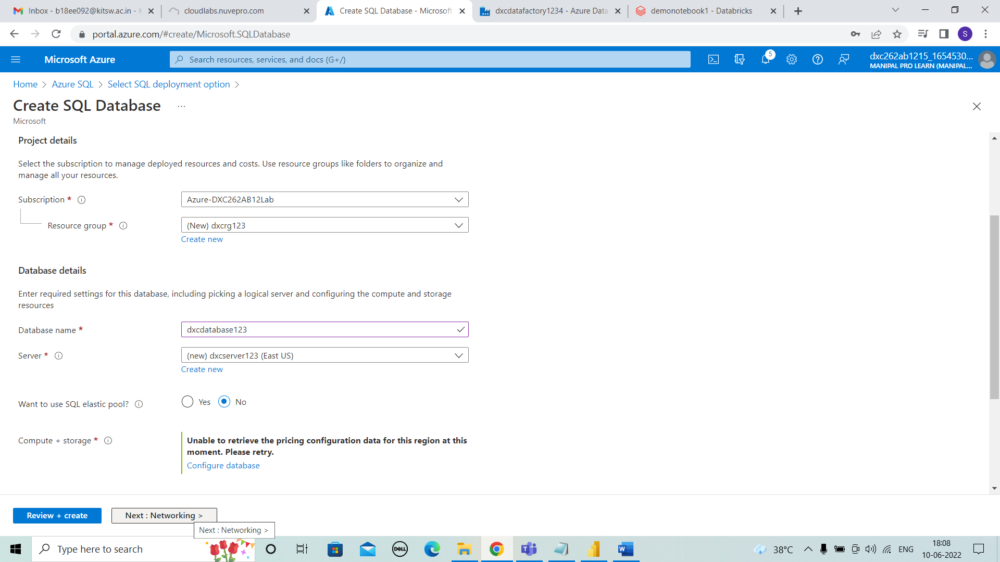 Inbox - b18ee092@kitsw.ac.in - K
cloudlabs.nuvepro.com
Create SQL Database - Microsoft
dxcdatafactory1234 - Azure Data
demonotebook1 - Databricks
portal.azure.com/#create/Microsoft.SQLDatabase
S
Microsoft Azure
Search resources, services, and docs (G+/)
5
dxc262ab1215_1654530...
MANIPAL PRO LEARN (MANIPAL...
Home > Azure SQL > Select SQL deployment option >
Create SQL Database ...
Microsoft
Project details
Select the subscription to manage deployed resources and costs. Use resource groups like folders to organize and
manage all your resources.
Subscription *
Azure-DXC262AB12Lab
Resource group *
(New) dxcrg123
Create new
Database details
Enter required settings for this database, including picking a logical server and configuring the compute and storage
resources
Database name *
dxcdatabase123
Server *
(new) dxcserver123 (East US)
Create new
Want to use SQL elastic pool?
Yes No
Compute + storage *
Unable to retrieve the pricing configuration data for this region at this
moment. Please retry.
Configure database
Review + create
Next : Networking >
Next : Networking >
Type here to search
DELL
38°C
ENG
18:08
10-06-2022